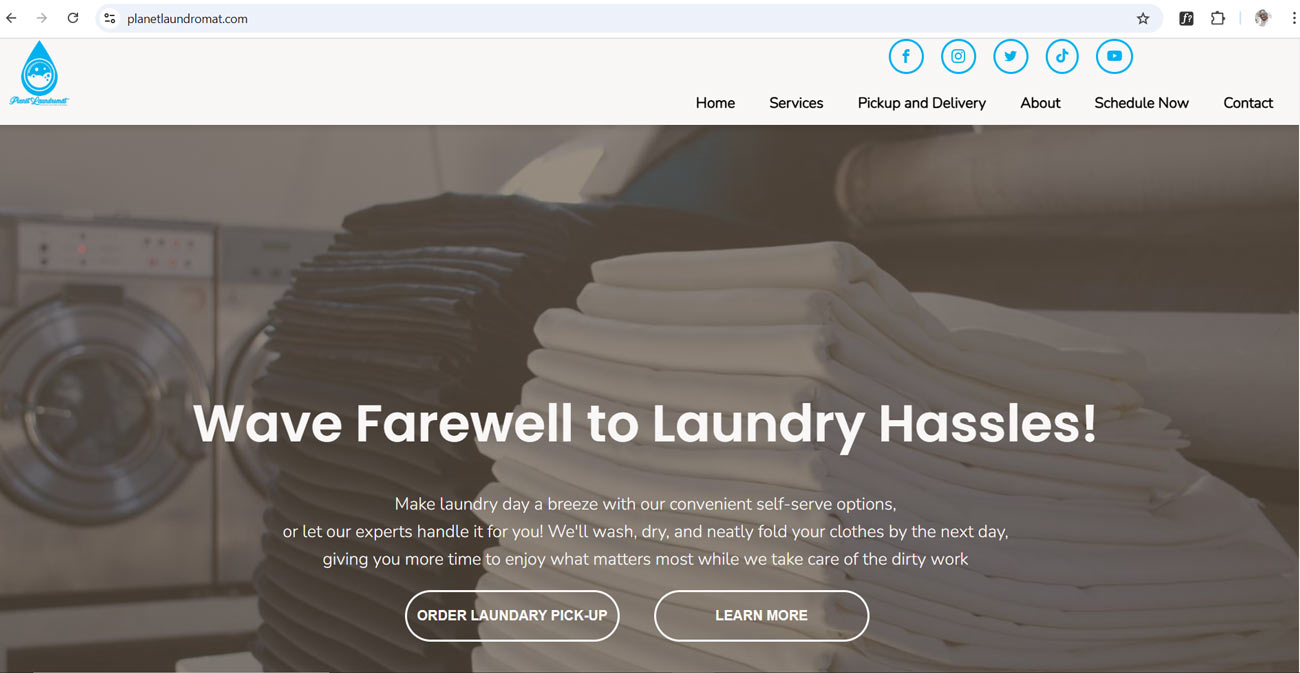 planetlaundromat.com
Planet Laundromat
Home Services Pickup and Delivery About Schedule Now Contact
Wave Farewell to Laundry Hassles!
Make laundry day a breeze with our convenient self-serve options,
or let our experts handle it for you! We'll wash, dry, and neatly fold your clothes by the next day,
giving you more time to enjoy what matters most while we take care of the dirty work
ORDER LAUNDARY PICK-UP LEARN MORE